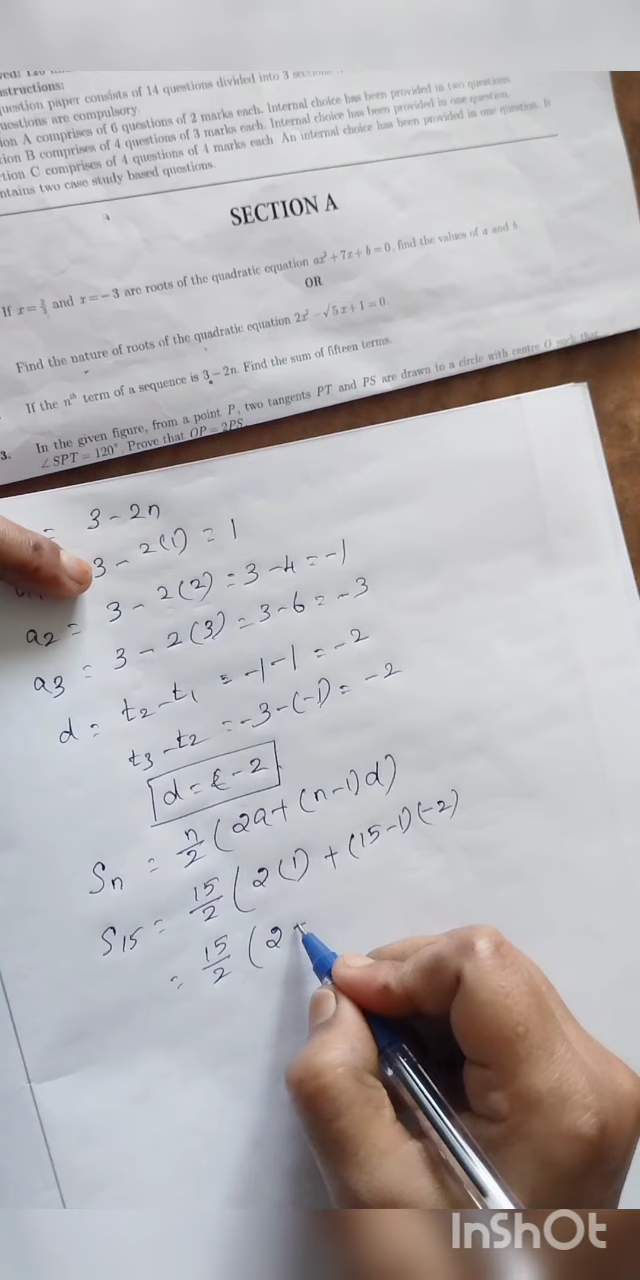 structions:
uestion paper consists of 14 questions divided into 3 sections
uestions are compulsory.
ion A comprises of 6 questions of 2 marks each. Internal choice has been provided in two questions.
tion B comprises of 4 questions of 3 marks each. Internal choice has been provided in one question.
ction C comprises of 4 questions of 4 marks each. An internal choice has been provided in one question. It
ntains two case study based questions.
SECTION A
If x = 2/3 and x = −3 are roots of the quadratic equation ax² + 7x + b = 0, find the values of a and b.
OR
Find the nature of roots of the quadratic equation 2x² − √5x + 1 = 0.
If the nth term of a sequence is 3 − 2n. Find the sum of fifteen terms.
3. In the given figure, from a point P, two tangents PT and PS are drawn to a circle with centre O such that
∠SPT = 120°. Prove that OP = 2PS.
= 3 - 2n
3 - 2(1) = 1
a2 = 3 - 2(2) = 3 - 4 = -1
a3 = 3 - 2(3) = 3 - 6 = -3
d = t2 - t1 = -1 - 1 = -2
t3 - t2 = -3 - (-1) = -2
d = -2
Sn = n/2 (2a + (n-1)d)
S15 = 15/2 (2(1) + (15-1)(-2)
= 15/2 (2
InShOt